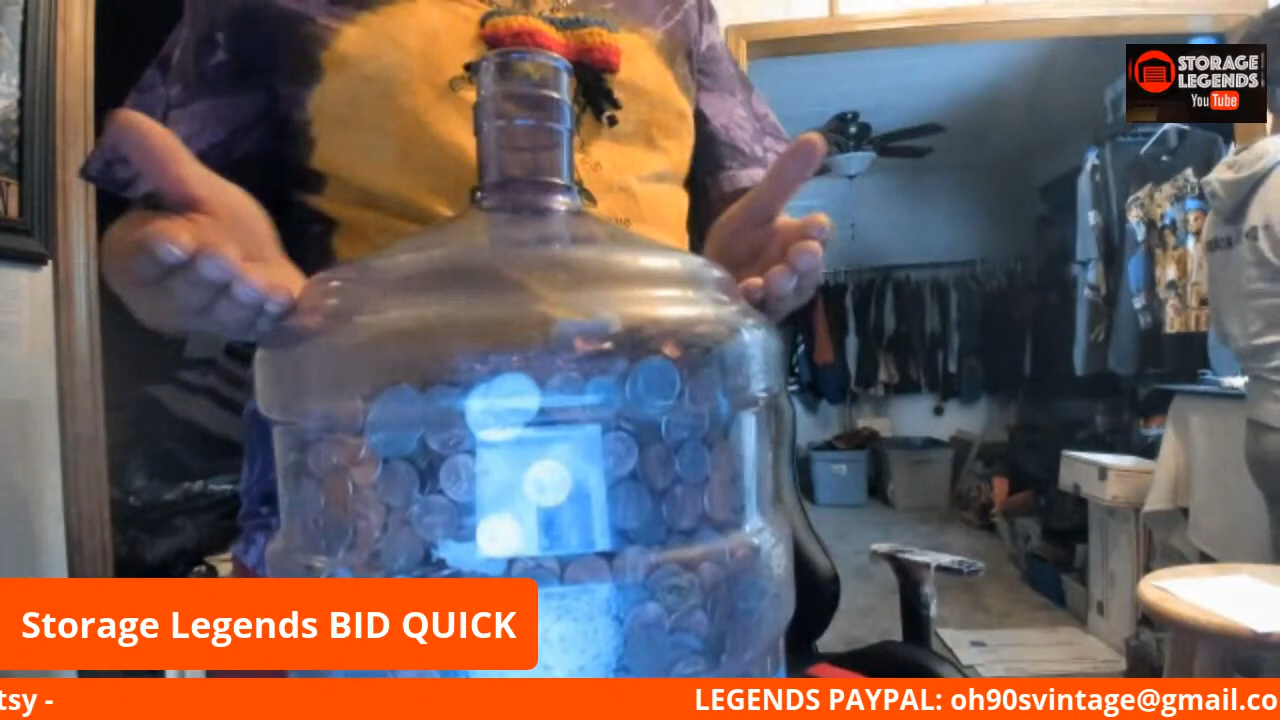 STORAGE
LEGENDS
YouTube
Storage Legends BID QUICK
tsy -
LEGENDS PAYPAL: oh90svintage@gmail.co